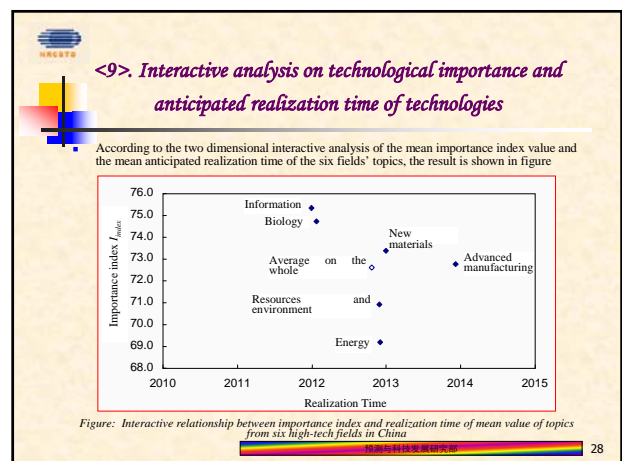 NRCSTD
<9>. Interactive analysis on technological importance and
anticipated realization time of technologies
According to the two dimensional interactive analysis of the mean importance index value and
the mean anticipated realization time of the six fields' topics, the result is shown in figure
76.0
75.0
74.0
73.0
72.0
71.0
70.0
69.0
68.0
Importance index I index
Information
Biology
New
materials
Average on the
whole
Advanced
manufacturing
Resources and
environment
Energy
2010 2011 2012 2013 2014 2015
Realization Time
Figure: Interactive relationship between importance index and realization time of mean value of topics
from six high-tech fields in China
预测与科技发展研究部 28